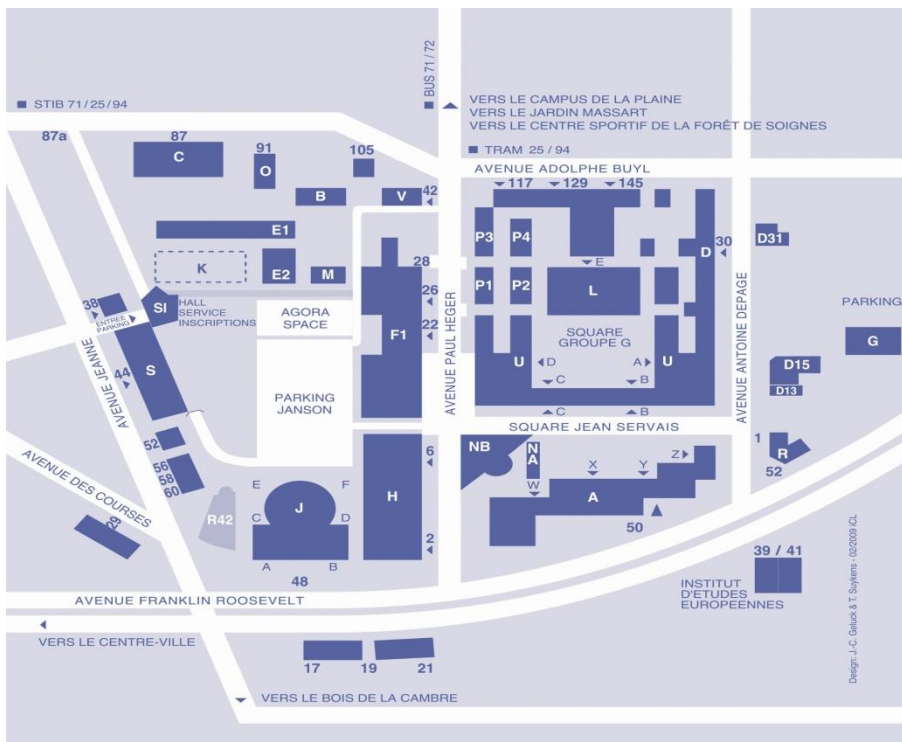 BUS 71 / 72
STIB 71 / 25 / 94
VERS LE CAMPUS DE LA PLAINE
VERS LE JARDIN MASSART
VERS LE CENTRE SPORTIF DE LA FORÊT DE SOIGNES
TRAM 25 / 94
AVENUE ADOLPHE BUYL
87a
87
C
91
O
105
B
V
42
117
129
145
E1
K
E2
M
28
P3
P4
E
D
30
D31
38
SI
HALL
SERVICE
INSCRIPTIONS
ENTREE
PARKING
AGORA
SPACE
26
22
F1
P1
P2
L
SQUARE
GROUPE G
PARKING
G
AVENUE JEANNE
44
S
PARKING
JANSON
AVENUE PAUL HEGER
U
D
A
U
C
B
AVENUE ANTOINE DEPAGE
D15
D13
C
B
SQUARE JEAN SERVAIS
52
56
58
60
AVENUE DES COURSES
29
R42
E
F
J
C
D
A
B
48
6
H
2
NB
NA
W
X
Y
Z
A
50
1
R
52
39 / 41
INSTITUT
D'ETUDES
EUROPEENNES
AVENUE FRANKLIN ROOSEVELT
VERS LE CENTRE-VILLE
17
19
21
VERS LE BOIS DE LA CAMBRE
Design: J.-C. Geluck & T. Suykens - 02/2009 iCL